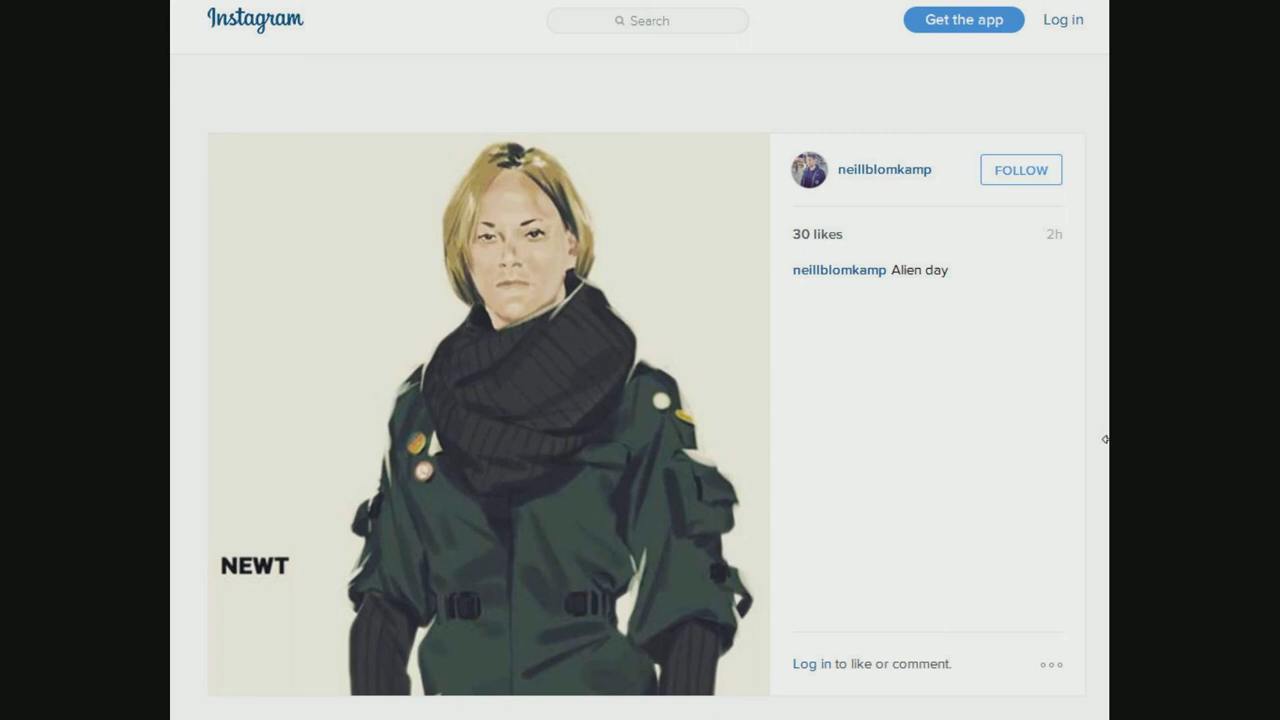 Instagram
Search
Get the app
Log in
neillblomkamp
FOLLOW
30 likes
2h
neillblomkamp Alien day
NEWT
Log in to like or comment.